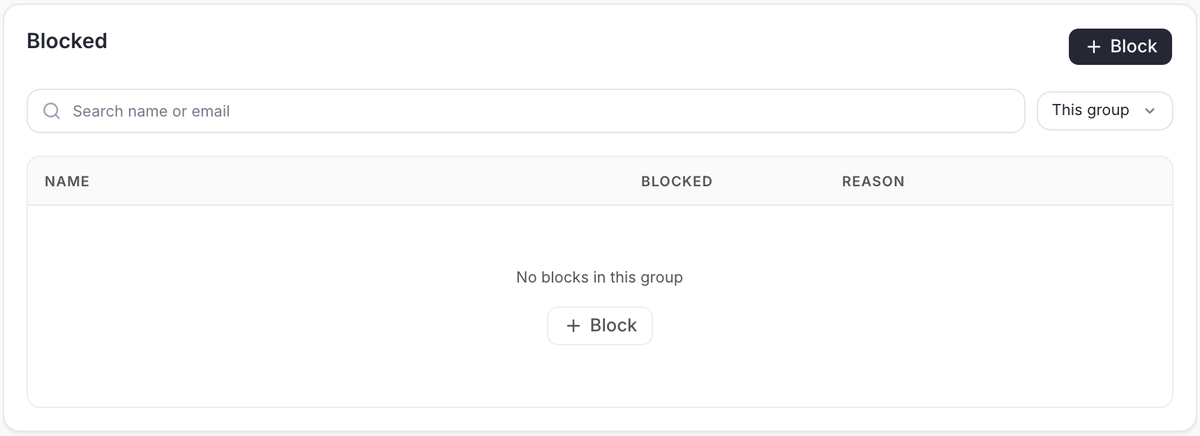 Blocked
+ Block
Search name or email
This group
NAME BLOCKED REASON
No blocks in this group
+ Block